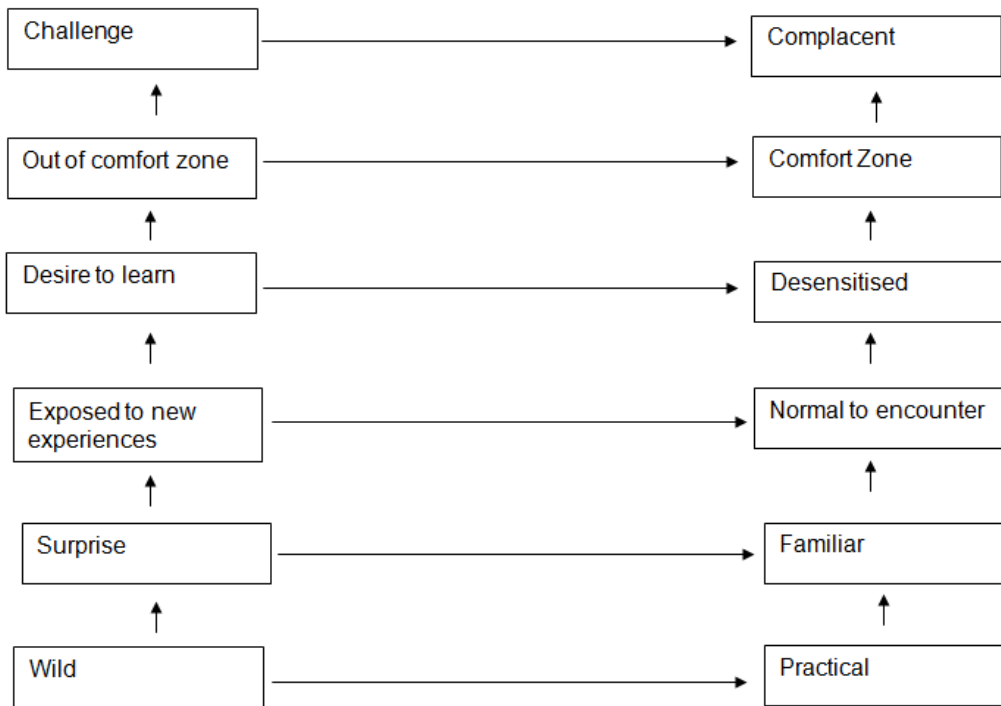 Challenge
Complacent
Out of comfort zone
Comfort Zone
Desire to learn
Desensitised
Exposed to new
experiences
Normal to encounter
Surprise
Familiar
Wild
Practical